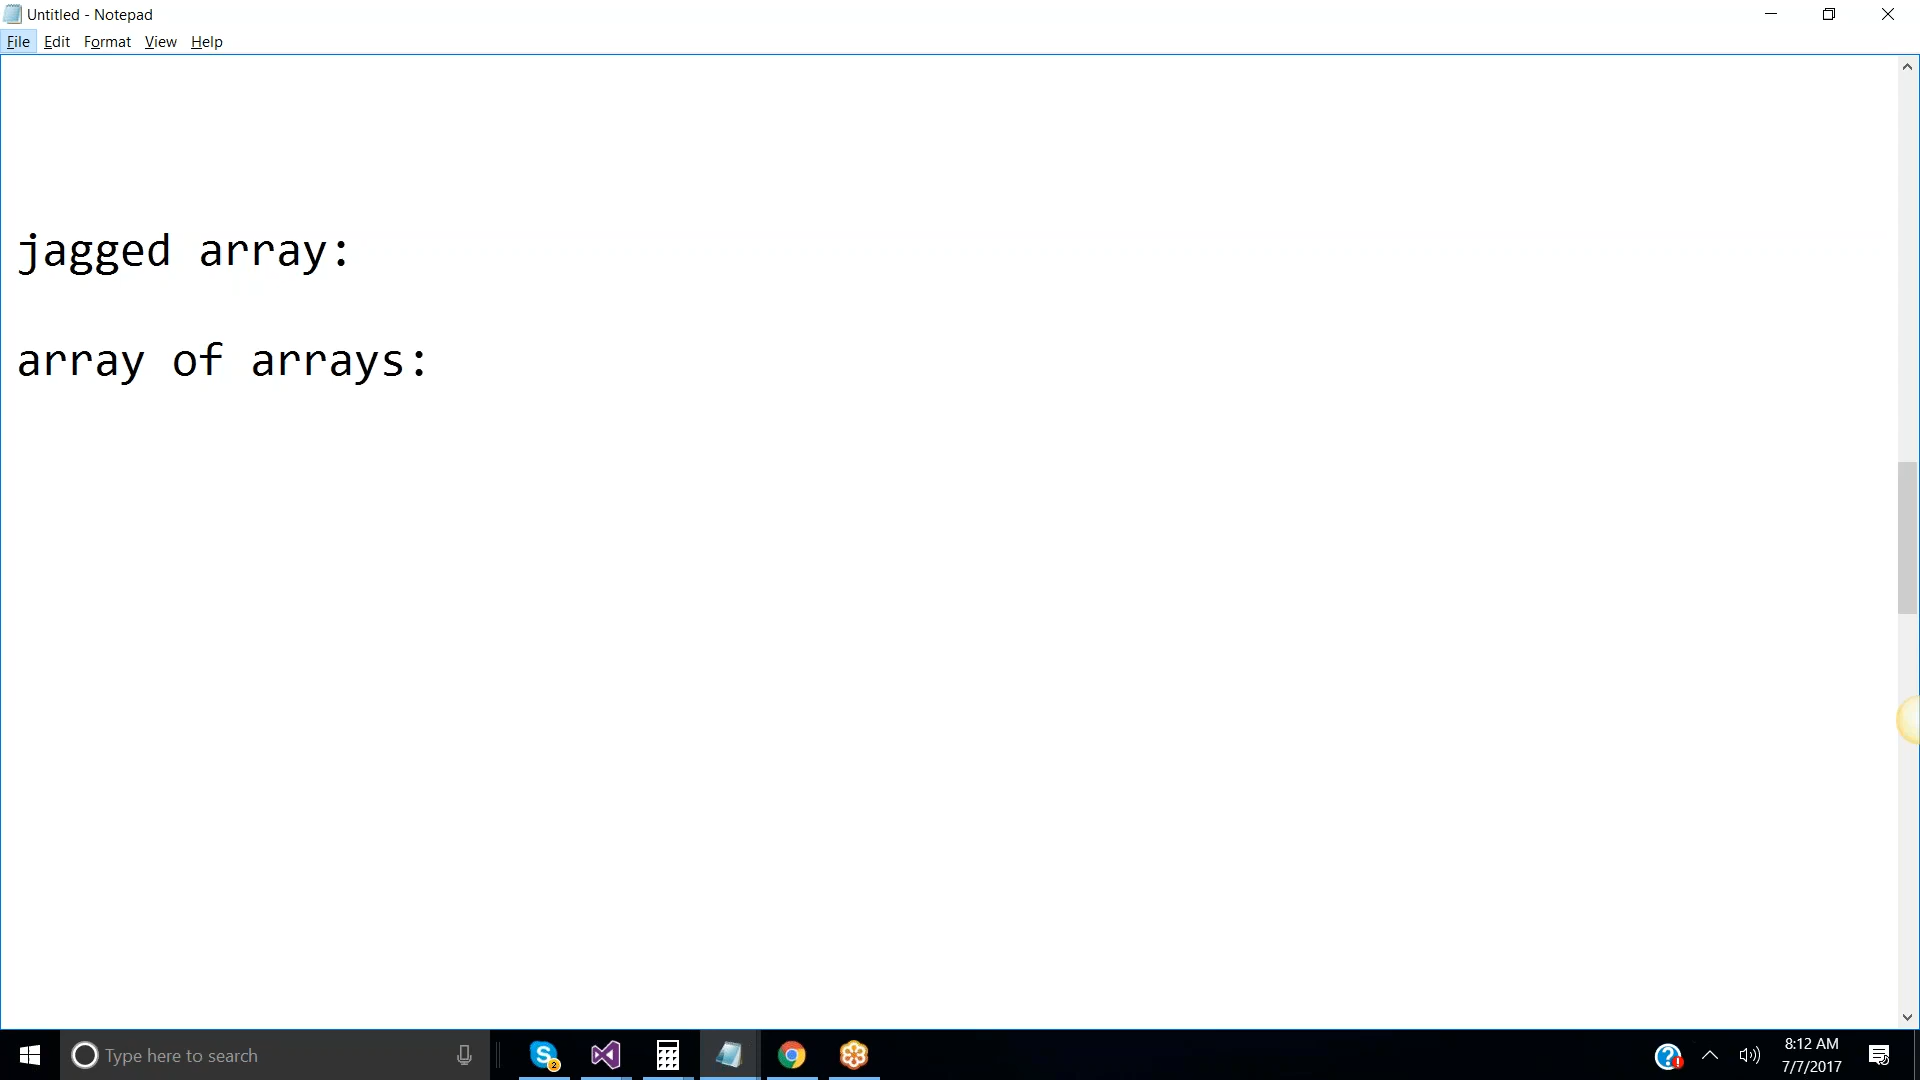 Untitled - Notepad
File Edit Format View Help
jagged array:
array of arrays:
Type here to search
S
2
8:12 AM
7/7/2017